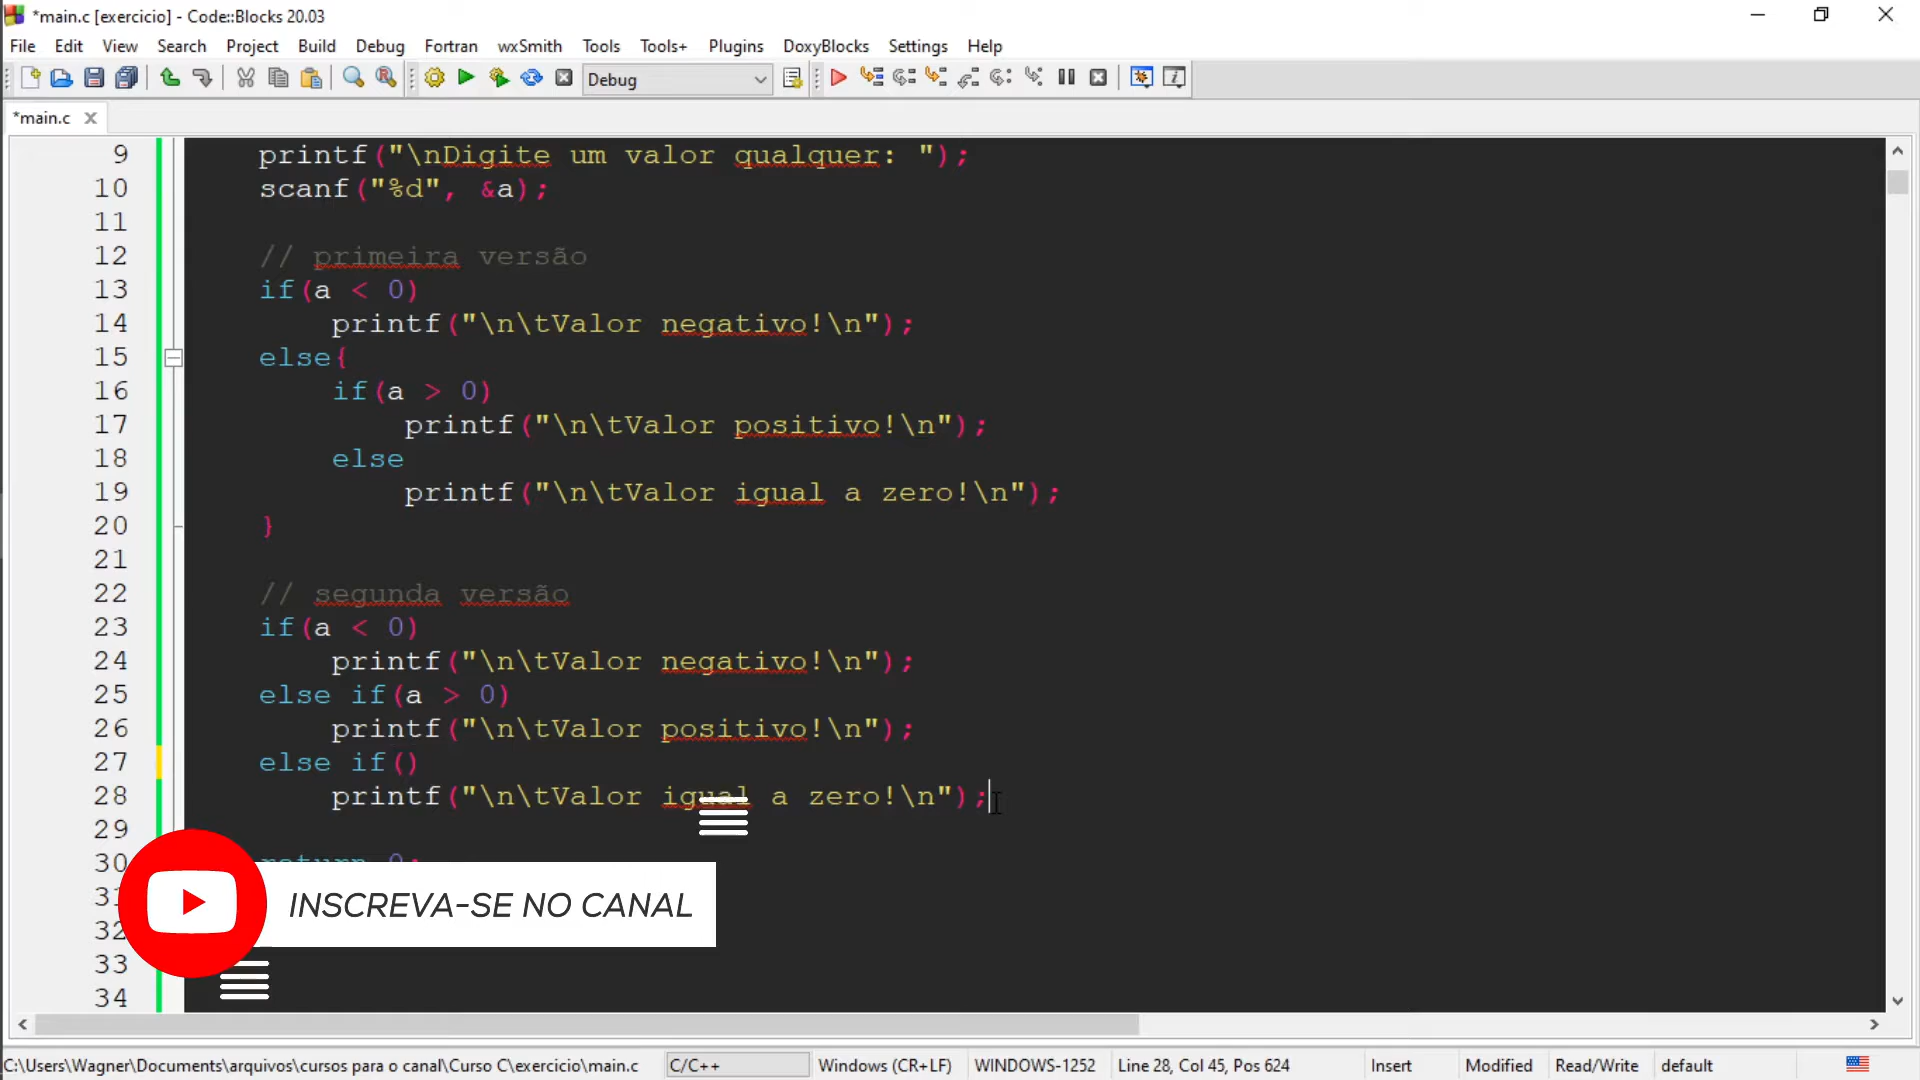 *main.c [exercicio] - Code::Blocks 20.03
File Edit View Search Project Build Debug Fortran wxSmith Tools Tools+ Plugins DoxyBlocks Settings Help
Debug
*main.c
9 printf("\nDigite um valor qualquer: ");
10 scanf("%d", &a);
11
12 // primeira versão
13 if(a < 0)
14 printf("\n\tValor negativo!\n");
15 else{
16 if(a > 0)
17 printf("\n\tValor positivo!\n");
18 else
19 printf("\n\tValor igual a zero!\n");
20 }
21
22 // segunda versão
23 if(a < 0)
24 printf("\n\tValor negativo!\n");
25 else if(a > 0)
26 printf("\n\tValor positivo!\n");
27 else if()
28 printf("\n\tValor igual a zero!\n");
29
30 return 0;
31
INSCREVA-SE NO CANAL
32
33
34
C:\Users\Wagner\Documents\arquivos\cursos para o canal\Curso C\exercicio\main.c C/C++ Windows (CR+LF) WINDOWS-1252 Line 28, Col 45, Pos 624 Insert Modified Read/Write default